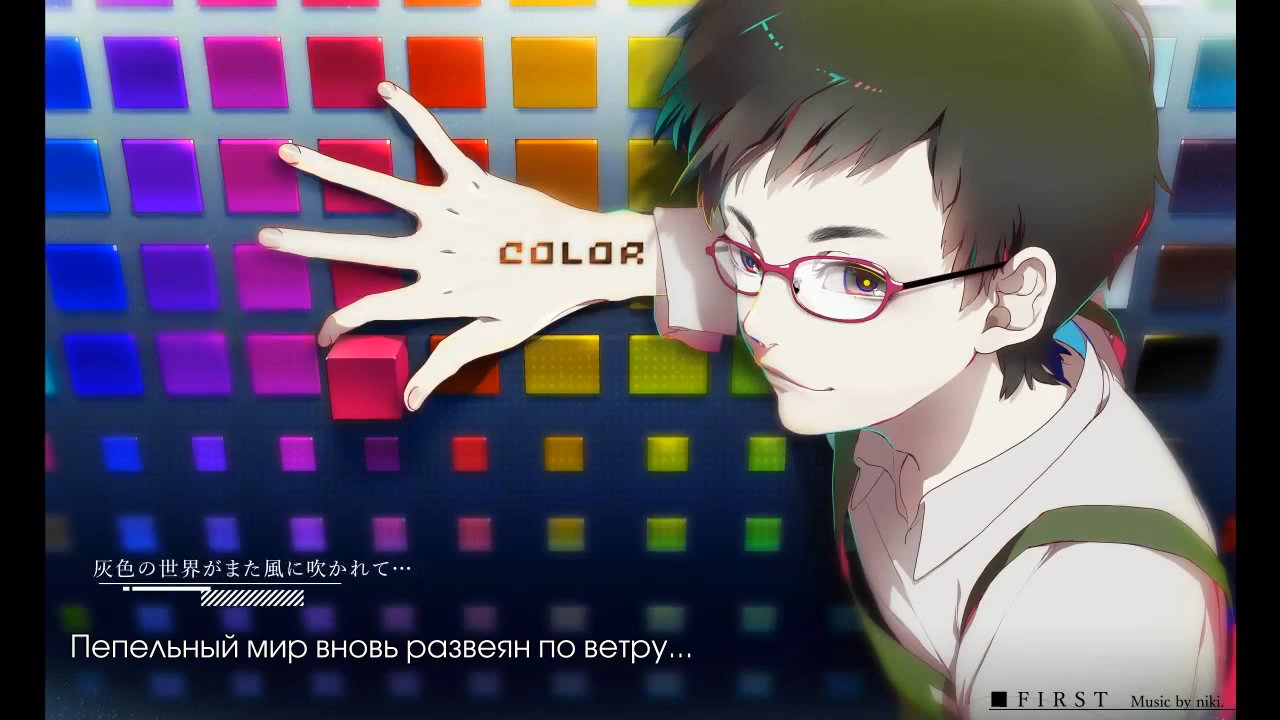 COLOR
灰色の世界がまた風に吹かれて…
Пепельный мир вновь развеян по ветру...
■ FIRST Music by niki.